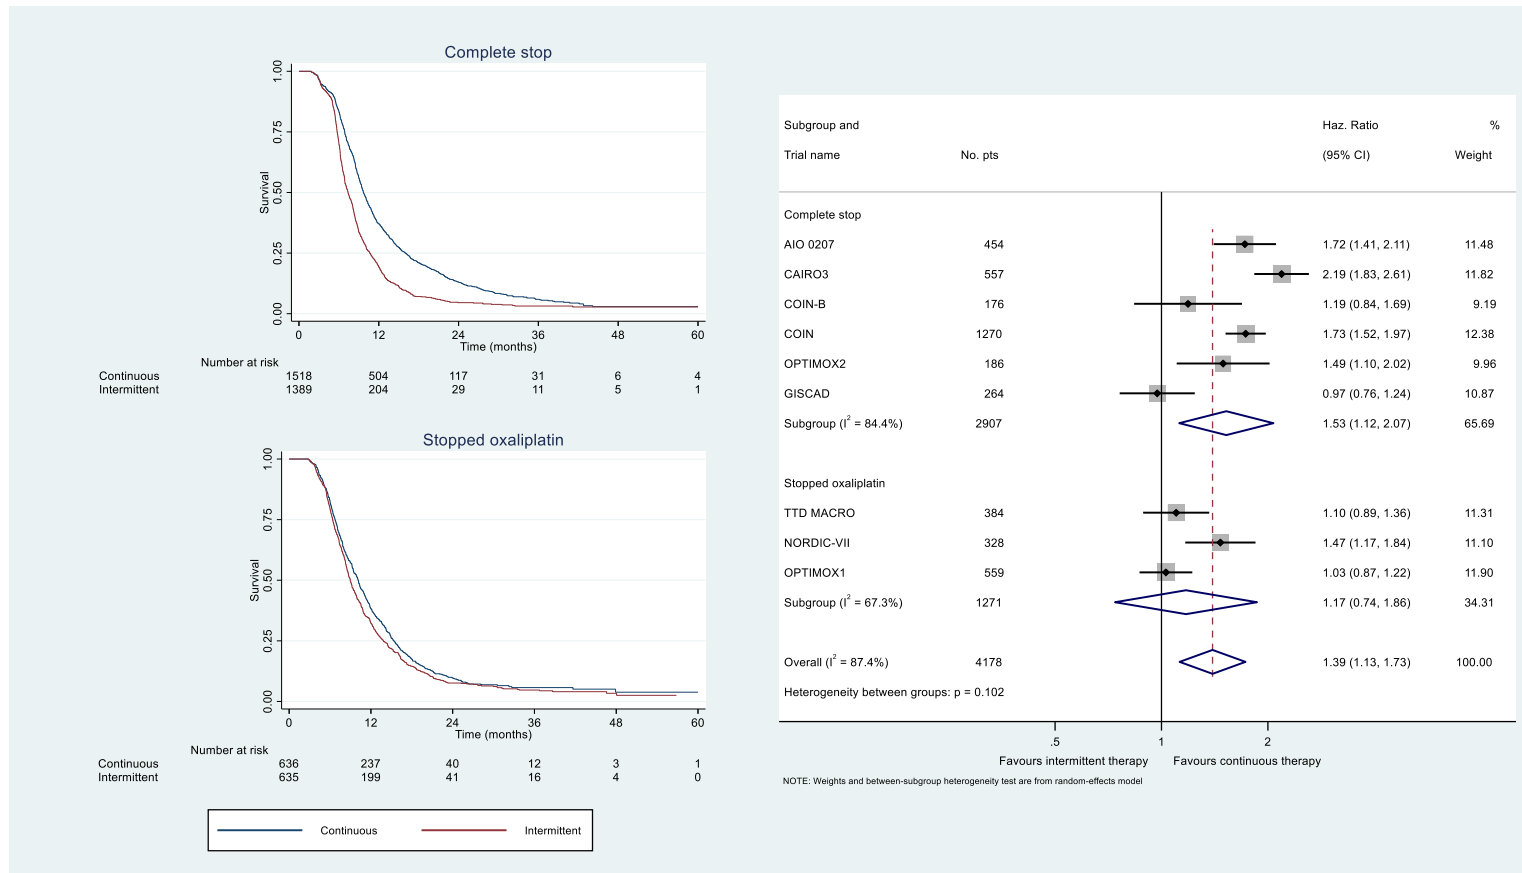 Complete stop
1.00
0.75
0.50
0.25
0.00
Survival
0 12 24 36 48 60
Time (months)
Number at risk
Continuous 1518 504 117 31 6 4
Intermittent 1389 204 29 11 5 1
Stopped oxaliplatin
1.00
0.75
0.50
0.25
0.00
Survival
0 12 24 36 48 60
Time (months)
Number at risk
Continuous 636 237 40 12 3 1
Intermittent 635 199 41 16 4 0
Continuous Intermittent
Subgroup and Haz. Ratio %
Trial name No. pts (95% CI) Weight
Complete stop
AIO 0207 454 1.72 (1.41, 2.11) 11.48
CAIRO3 557 2.19 (1.83, 2.61) 11.82
COIN-B 176 1.19 (0.84, 1.69) 9.19
COIN 1270 1.73 (1.52, 1.97) 12.38
OPTIMOX2 186 1.49 (1.10, 2.02) 9.96
GISCAD 264 0.97 (0.76, 1.24) 10.87
Subgroup (I² = 84.4%) 2907 1.53 (1.12, 2.07) 65.69
Stopped oxaliplatin
TTD MACRO 384 1.10 (0.89, 1.36) 11.31
NORDIC-VII 328 1.47 (1.17, 1.84) 11.10
OPTIMOX1 559 1.03 (0.87, 1.22) 11.90
Subgroup (I² = 67.3%) 1271 1.17 (0.74, 1.86) 34.31
Overall (I² = 87.4%) 4178 1.39 (1.13, 1.73) 100.00
Heterogeneity between groups: p = 0.102
.5 1 2
Favours intermittent therapy Favours continuous therapy
NOTE: Weights and between-subgroup heterogeneity test are from random-effects model